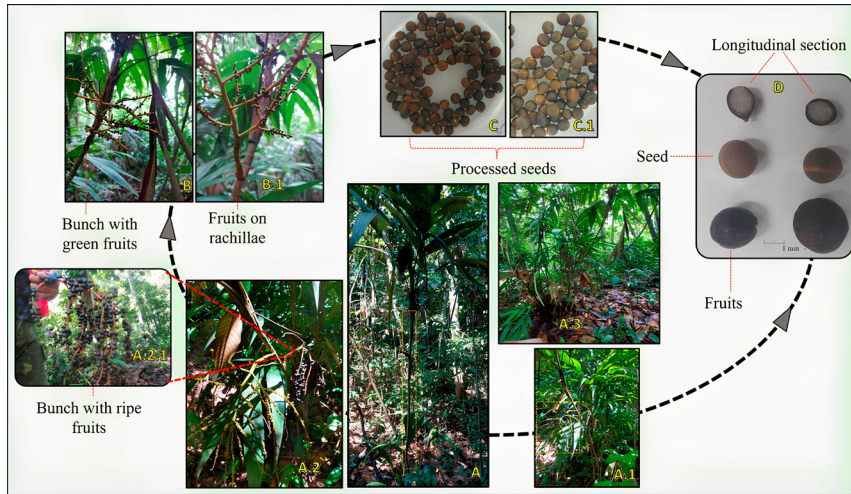 Longitudinal section
D
C
C.1
Seed
Processed seeds
B
B.1
Bunch with
green fruits
Fruits on
rachillae
1 mm
Fruits
A.2.1
Bunch with ripe
fruits
A.2
A
A.3
A.1